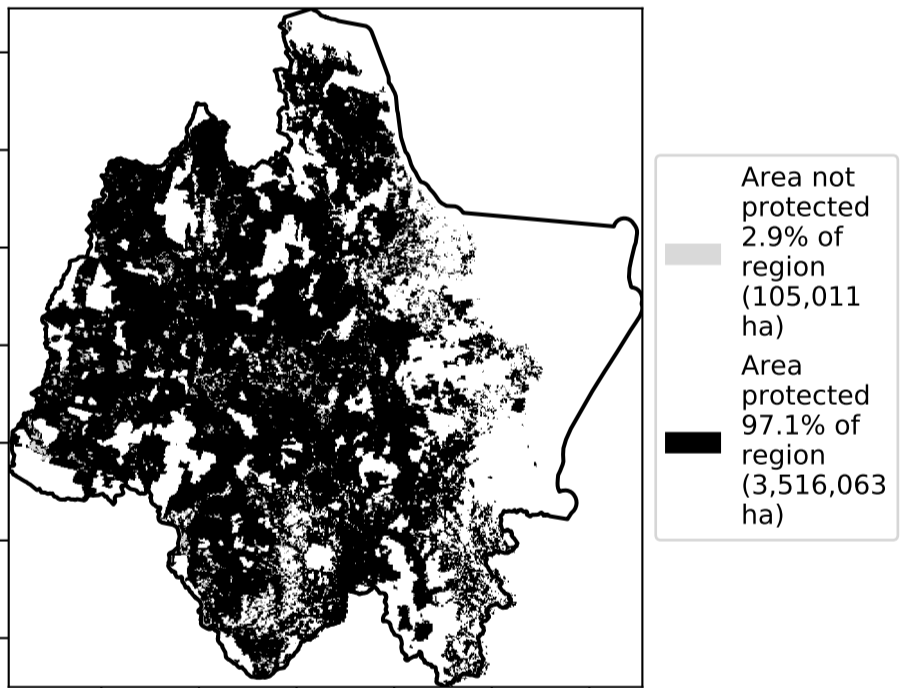 Area not
protected
2.9% of
region
(105,011
ha)
Area
protected
97.1% of
region
(3,516,063
ha)